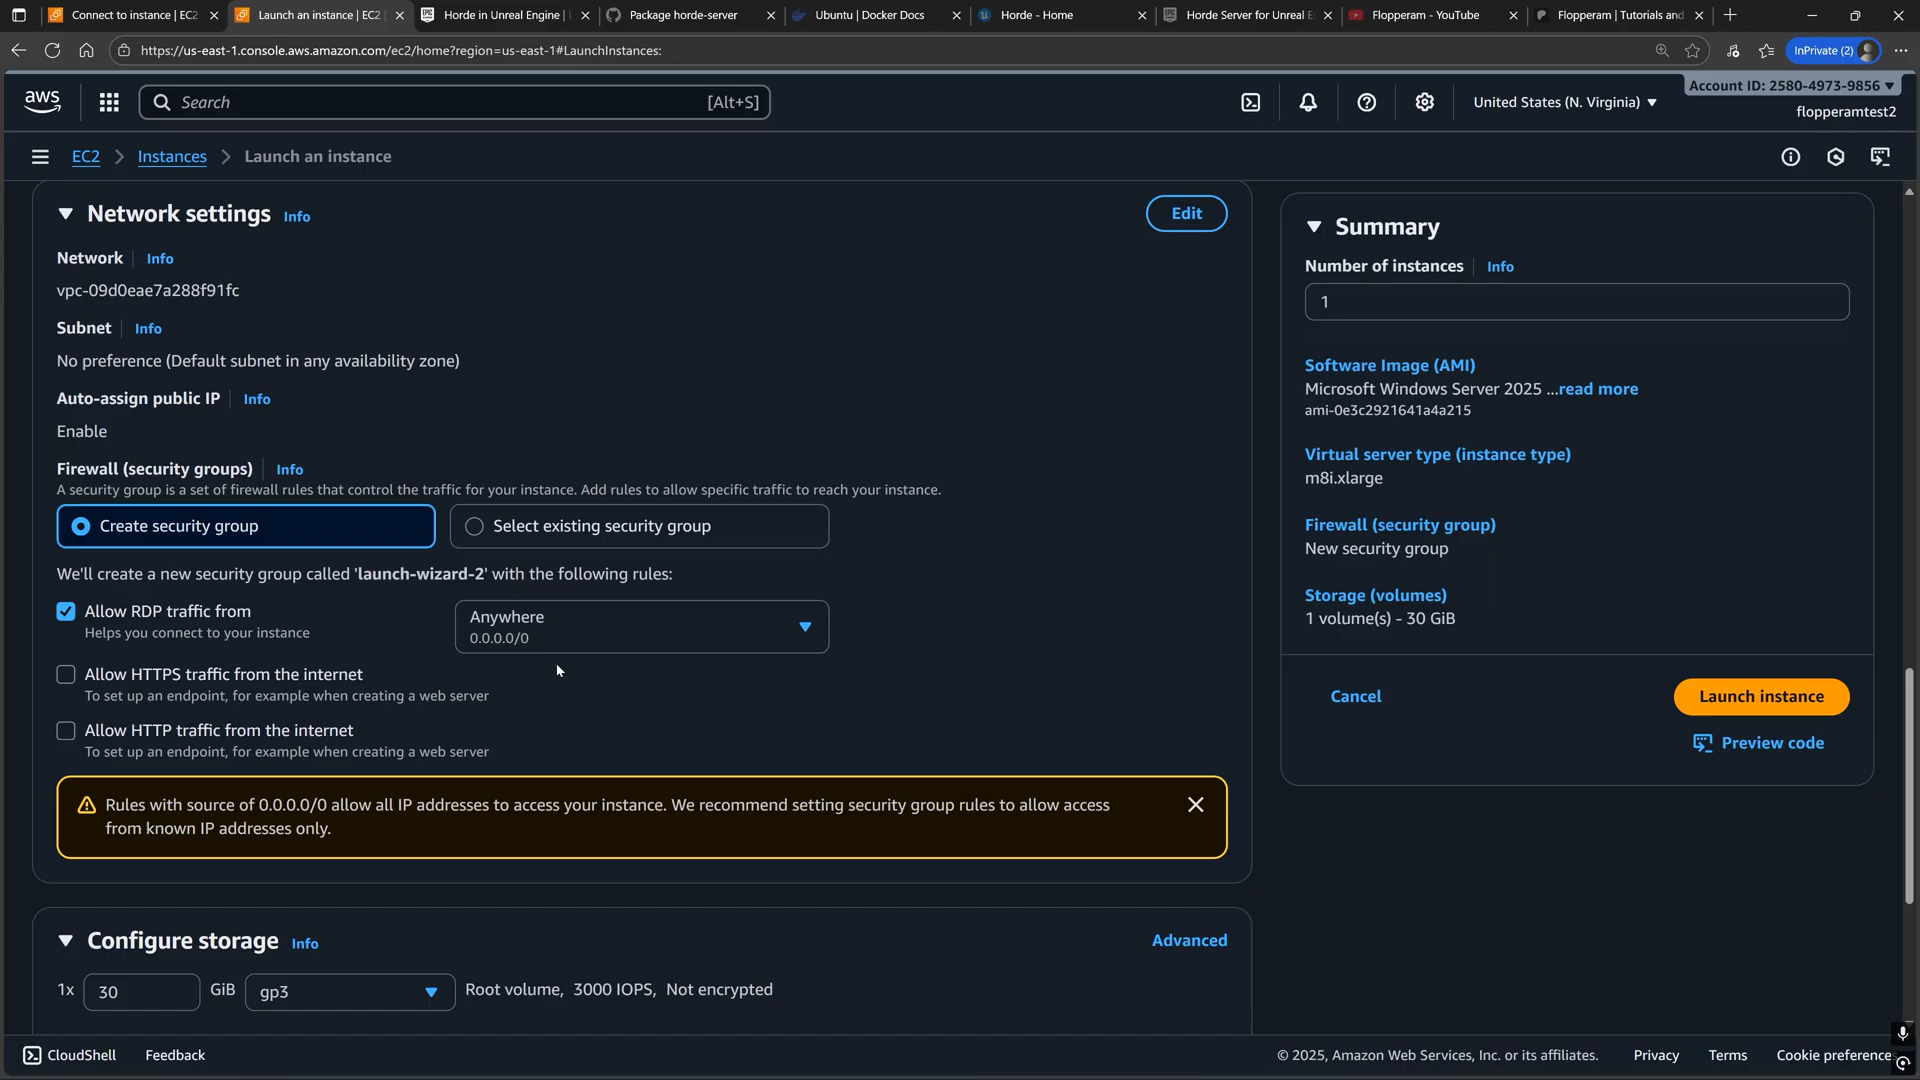 Connect to instance | EC2
Launch an instance | EC2
Horde in Unreal Engine |
Package horde-server
Ubuntu | Docker Docs
Horde - Home
Horde Server for Unreal E
Flopperam - YouTube
Flopperam | Tutorials and
https://us-east-1.console.aws.amazon.com/ec2/home?region=us-east-1#LaunchInstances:
InPrivate (2)
aws
Search
[Alt+S]
United States (N. Virginia)
Account ID: 2580-4973-9856
flopperamtest2
EC2
Instances
Launch an instance
Network settings Info
Edit
Network Info
vpc-09d0eae7a288f91fc
Subnet Info
No preference (Default subnet in any availability zone)
Auto-assign public IP Info
Enable
Firewall (security groups) Info
A security group is a set of firewall rules that control the traffic for your instance. Add rules to allow specific traffic to reach your instance.
Create security group
Select existing security group
We'll create a new security group called 'launch-wizard-2' with the following rules:
Allow RDP traffic from
Helps you connect to your instance
Anywhere
0.0.0.0/0
Allow HTTPS traffic from the internet
To set up an endpoint, for example when creating a web server
Allow HTTP traffic from the internet
To set up an endpoint, for example when creating a web server
Rules with source of 0.0.0.0/0 allow all IP addresses to access your instance. We recommend setting security group rules to allow access
from known IP addresses only.
Configure storage Info
Advanced
1x 30 GiB gp3 Root volume, 3000 IOPS, Not encrypted
Summary
Number of instances Info
1
Software Image (AMI)
Microsoft Windows Server 2025 ...read more
ami-0e3c2921641a4a215
Virtual server type (instance type)
m8i.xlarge
Firewall (security group)
New security group
Storage (volumes)
1 volume(s) - 30 GiB
Cancel
Launch instance
Preview code
CloudShell
Feedback
© 2025, Amazon Web Services, Inc. or its affiliates.
Privacy
Terms
Cookie preferences